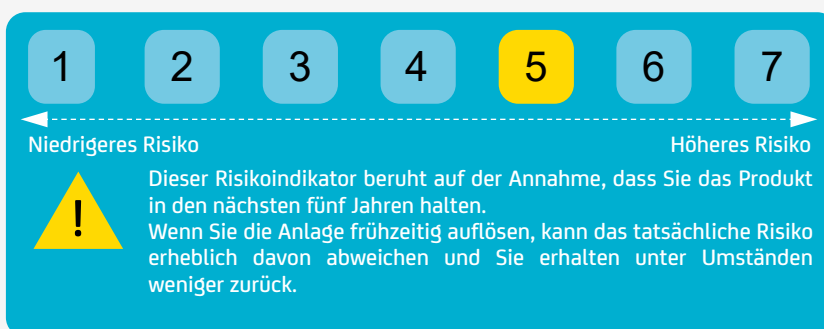 1 2 3 4 5 6 7
Niedrigeres Risiko Höheres Risiko
!
Dieser Risikoindikator beruht auf der Annahme, dass Sie das Produkt
in den nächsten fünf Jahren halten.
Wenn Sie die Anlage frühzeitig auflösen, kann das tatsächliche Risiko
erheblich davon abweichen und Sie erhalten unter Umständen
weniger zurück.